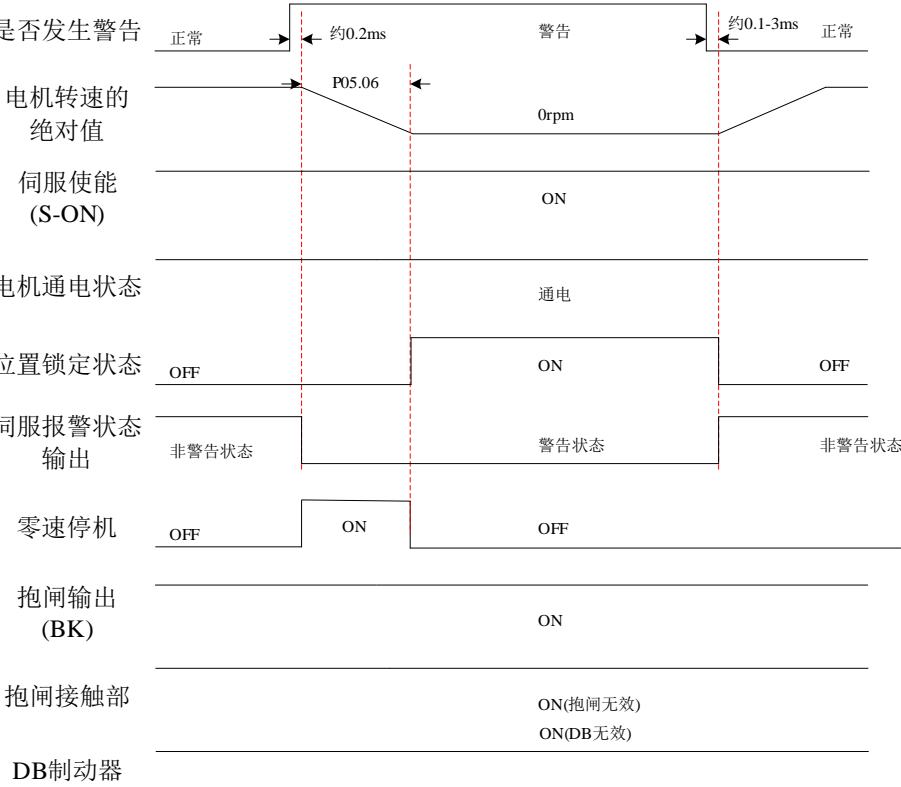 是否发生警告
正常
约0.2ms
警告
约0.1-3ms
正常
电机转速的
绝对值
P05.06
0rpm
伺服使能
(S-ON)
ON
电机通电状态
通电
位置锁定状态
OFF
ON
OFF
伺服报警状态
输出
非警告状态
警告状态
非警告状态
零速停机
OFF
ON
OFF
抱闸输出
(BK)
ON
抱闸接触部
ON(抱闸无效)
ON(DB无效)
DB制动器